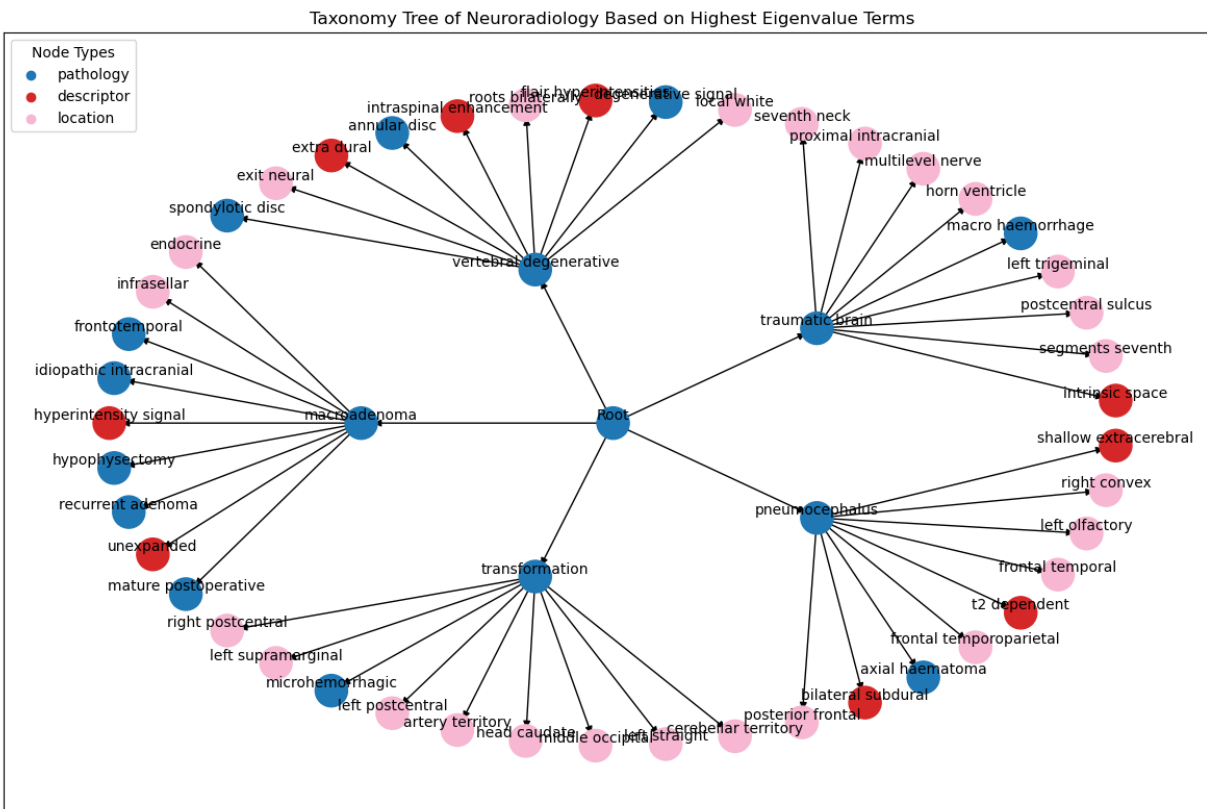 Taxonomy Tree of Neuroradiology Based on Highest Eigenvalue Terms
Node Types
pathology
descriptor
location
flair hyperintensities
degenerative signal
roots bilaterally
local white
intraspinal enhancement
seventh neck
annular disc
proximal intracranial
extra dural
multilevel nerve
exit neural
horn ventricle
spondylotic disc
macro haemorrhage
endocrine
vertebral degenerative
left trigeminal
infrasellar
postcentral sulcus
frontotemporal
traumatic brain
segments seventh
idiopathic intracranial
intrinsic space
hyperintensity signal
macroadenoma
Root
shallow extracerebral
hypophysectomy
right convex
recurrent adenoma
pneumocephalus
left olfactory
unexpanded
transformation
frontal temporal
mature postoperative
t2 dependent
right postcentral
frontal temporoparietal
left supramarginal
axial haematoma
microhemorrhagic
bilateral subdural
left postcentral
posterior frontal
artery territory
cerebellar territory
head caudate
middle occipital
left straight